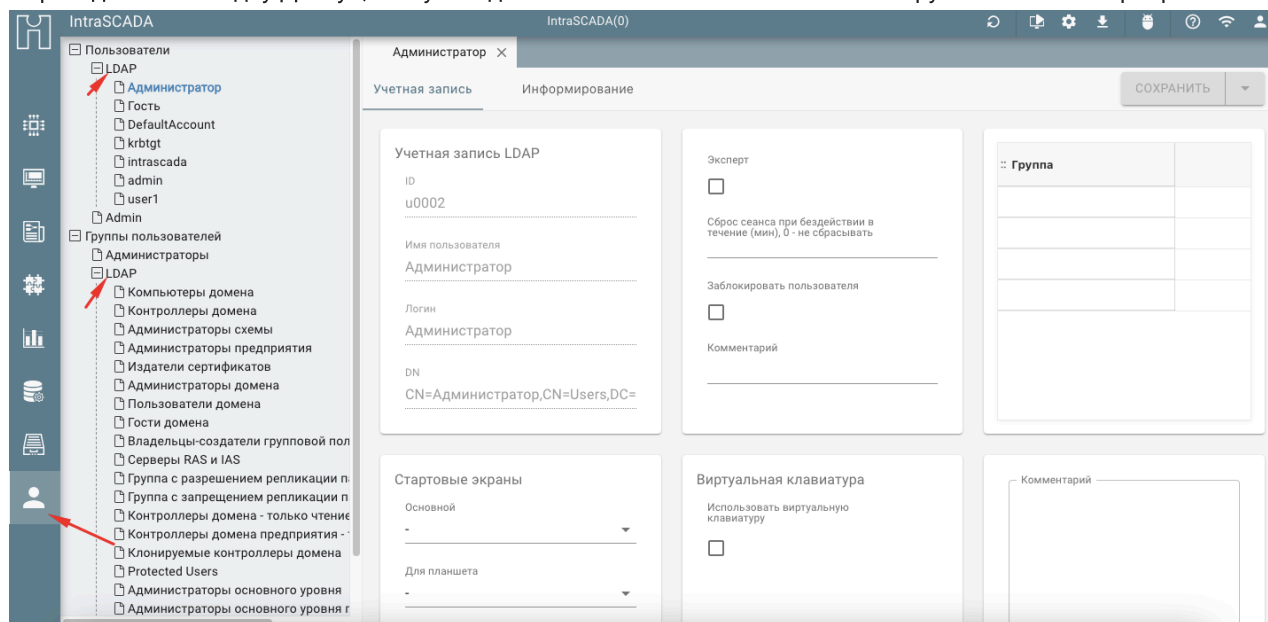 IntraSCADA
IntraSCADA(0)
Пользователи
LDAP
Администратор
Гость
DefaultAccount
krbtgt
intrascada
admin
user1
Admin
Группы пользователей
Администраторы
LDAP
Компьютеры домена
Контроллеры домена
Администраторы схемы
Администраторы предприятия
Издатели сертификатов
Администраторы домена
Пользователи домена
Гости домена
Владельцы-создатели групповой пол
Серверы RAS и IAS
Группа с разрешением репликации п
Группа с запрещением репликации п
Контроллеры домена - только чтение
Контроллеры домена предприятия -
Клонируемые контроллеры домена
Protected Users
Администраторы основного уровня
Администраторы основного уровня
Администратор
Учетная запись
Информирование
СОХРАНИТЬ
Учетная запись LDAP
ID
u0002
Имя пользователя
Администратор
Логин
Администратор
DN
CN=Администратор,CN=Users,DC=
Эксперт
Сброс сеанса при бездействии в
течение (мин), 0 - не сбрасывать
Заблокировать пользователя
Комментарий
:: Группа
Стартовые экраны
Основной
-
Для планшета
-
Виртуальная клавиатура
Использовать виртуальную
клавиатуру
Комментарий